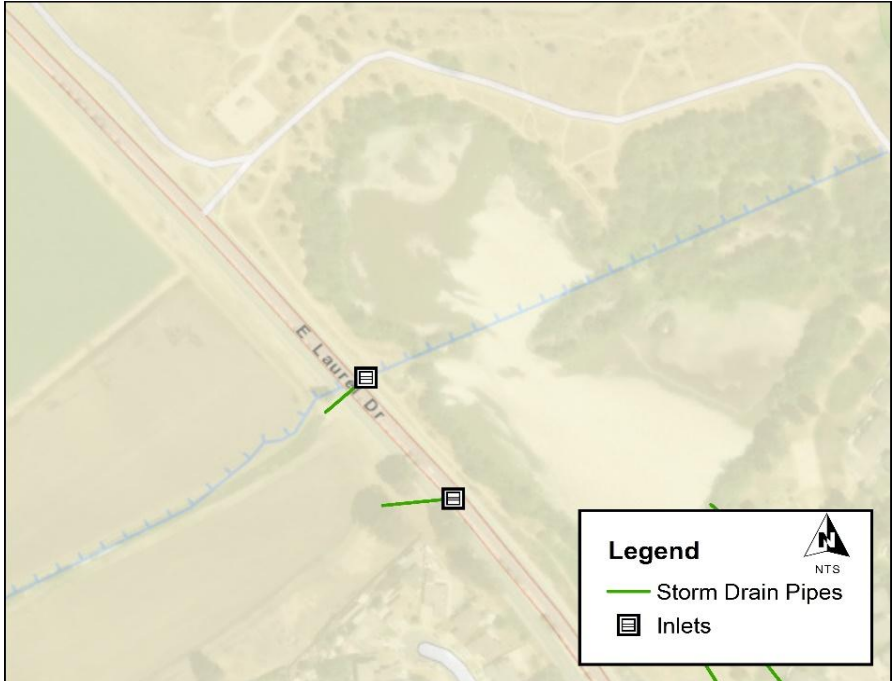 E Laurel Dr
Legend
N
NTS
Storm Drain Pipes
Inlets